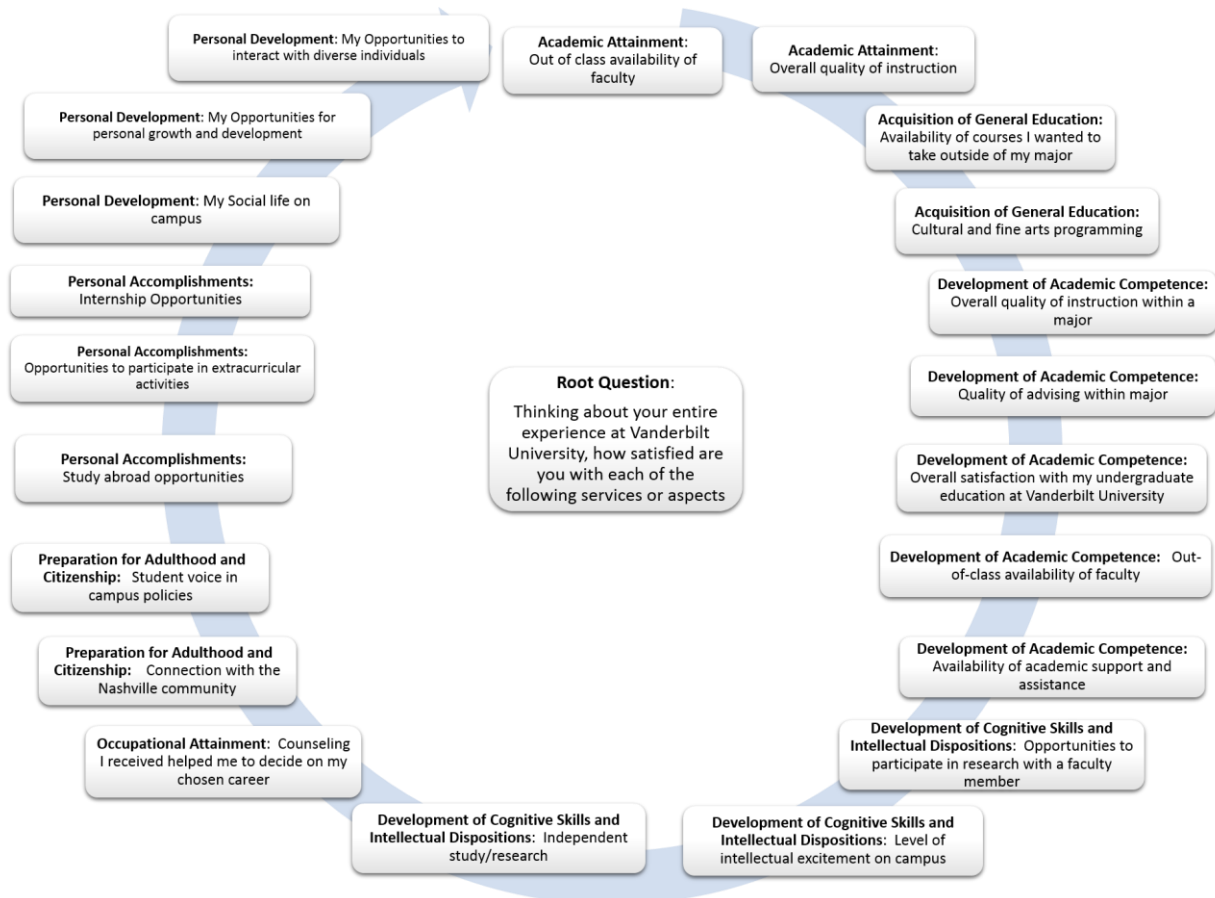 Personal Development: My Opportunities to
interact with diverse individuals
Academic Attainment:
Out of class availability of
faculty
Academic Attainment:
Overall quality of instruction
Personal Development: My Opportunities for
personal growth and development
Acquisition of General Education:
Availability of courses I wanted to
take outside of my major
Personal Development: My Social life on
campus
Acquisition of General Education:
Cultural and fine arts programming
Personal Accomplishments:
Internship Opportunities
Development of Academic Competence:
Overall quality of instruction within a
major
Personal Accomplishments:
Opportunities to participate in extracurricular
activities
Root Question:
Thinking about your entire
experience at Vanderbilt
University, how satisfied are
you with each of the
following services or aspects
Development of Academic Competence:
Quality of advising within major
Personal Accomplishments:
Study abroad opportunities
Development of Academic Competence:
Overall satisfaction with my undergraduate
education at Vanderbilt University
Preparation for Adulthood and
Citizenship: Student voice in
campus policies
Development of Academic Competence: Out-
of-class availability of faculty
Preparation for Adulthood and
Citizenship: Connection with the
Nashville community
Development of Academic Competence:
Availability of academic support and
assistance
Occupational Attainment: Counseling
I received helped me to decide on my
chosen career
Development of Cognitive Skills and
Intellectual Dispositions: Opportunities to
participate in research with a faculty
member
Development of Cognitive Skills and
Intellectual Dispositions: Independent
study/research
Development of Cognitive Skills and
Intellectual Dispositions: Level of
intellectual excitement on campus